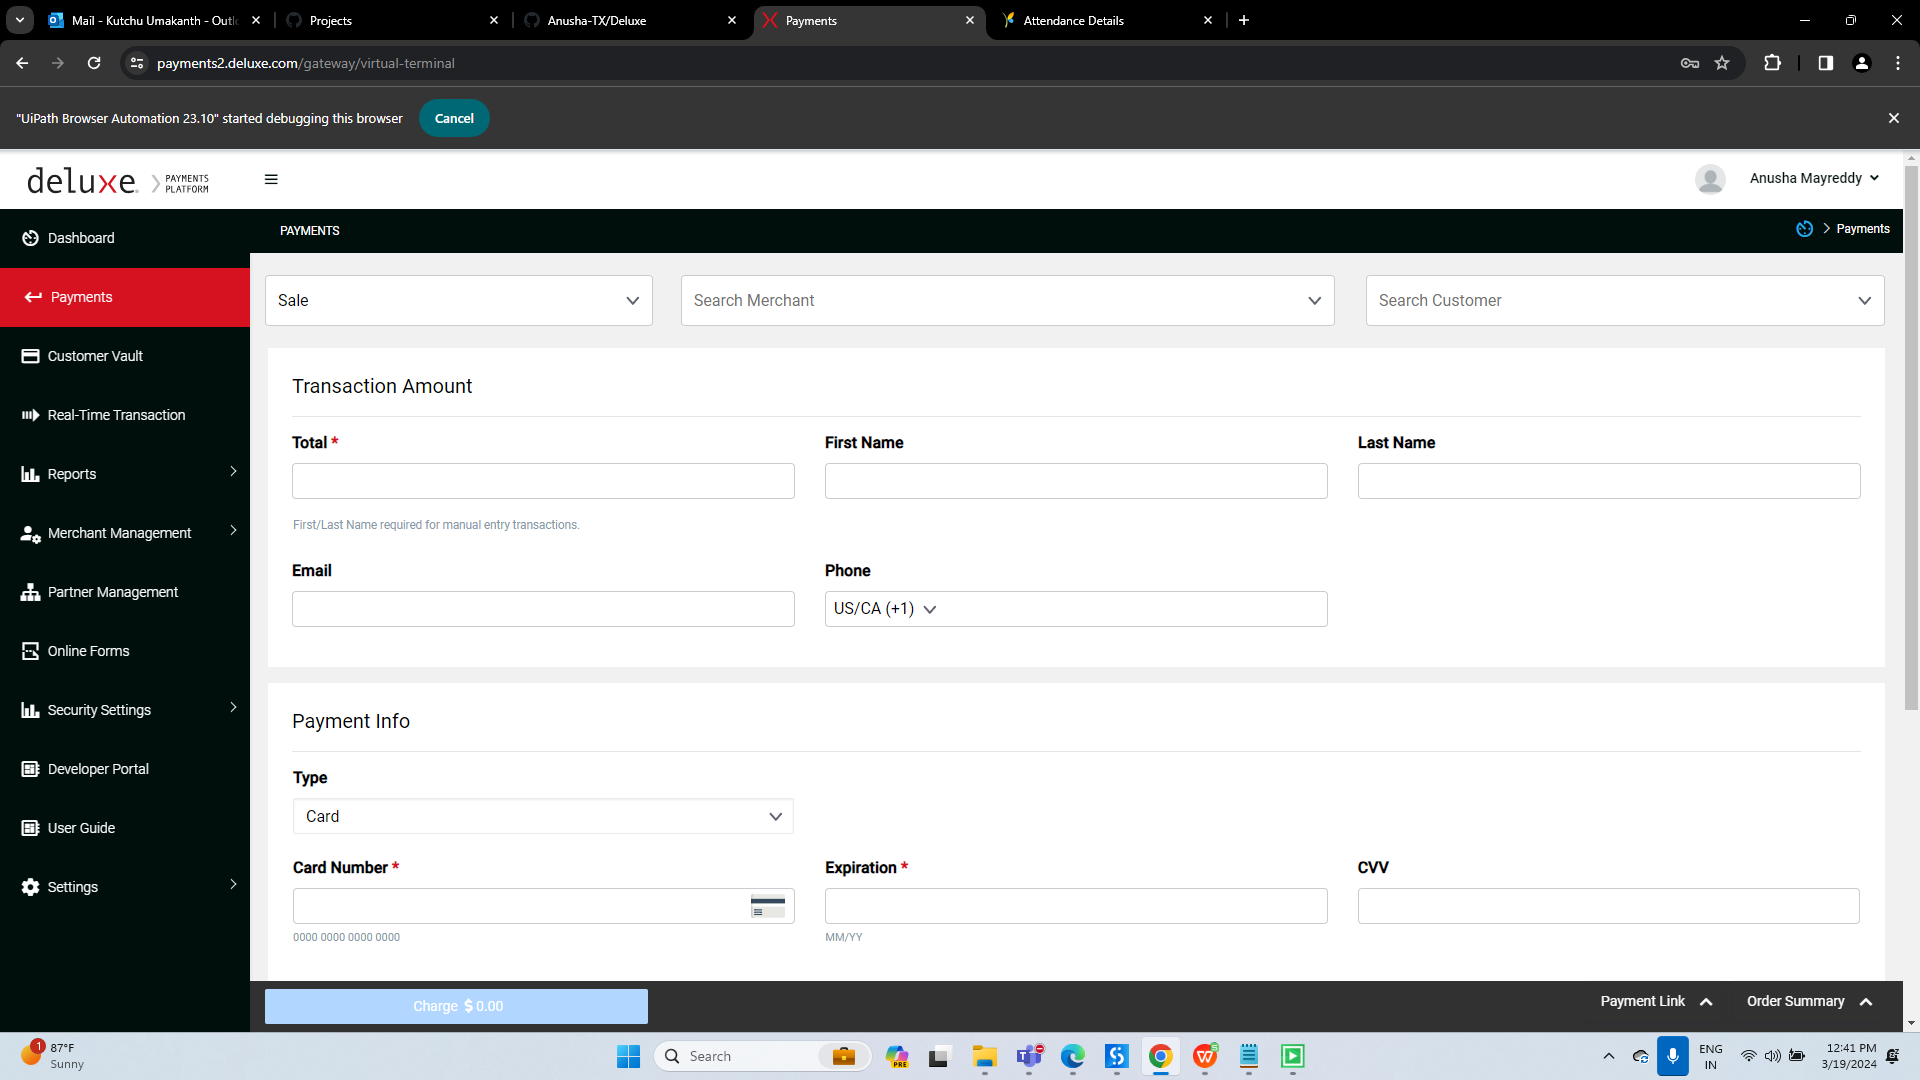 Mail - Kutchu Umakanth - Outl
Projects
Anusha-TX/Deluxe
Payments
Attendance Details
payments2.deluxe.com/gateway/virtual-terminal
"UiPath Browser Automation 23.10" started debugging this browser
Cancel
deluxe. PAYMENTS PLATFORM
Anusha Mayreddy
Dashboard
PAYMENTS
Payments
Payments
Sale
Search Merchant
Search Customer
Customer Vault
Transaction Amount
Real-Time Transaction
Total *
First Name
Last Name
Reports
First/Last Name required for manual entry transactions.
Merchant Management
Email
Phone
Partner Management
US/CA (+1)
Online Forms
Security Settings
Payment Info
Developer Portal
Type
Card
User Guide
Card Number *
Expiration *
CVV
Settings
0000 0000 0000 0000
MM/YY
Charge $ 0.00
Payment Link
Order Summary
1
87°F
Sunny
Search
PRE
5
ENG
IN
12:41 PM
3/19/2024